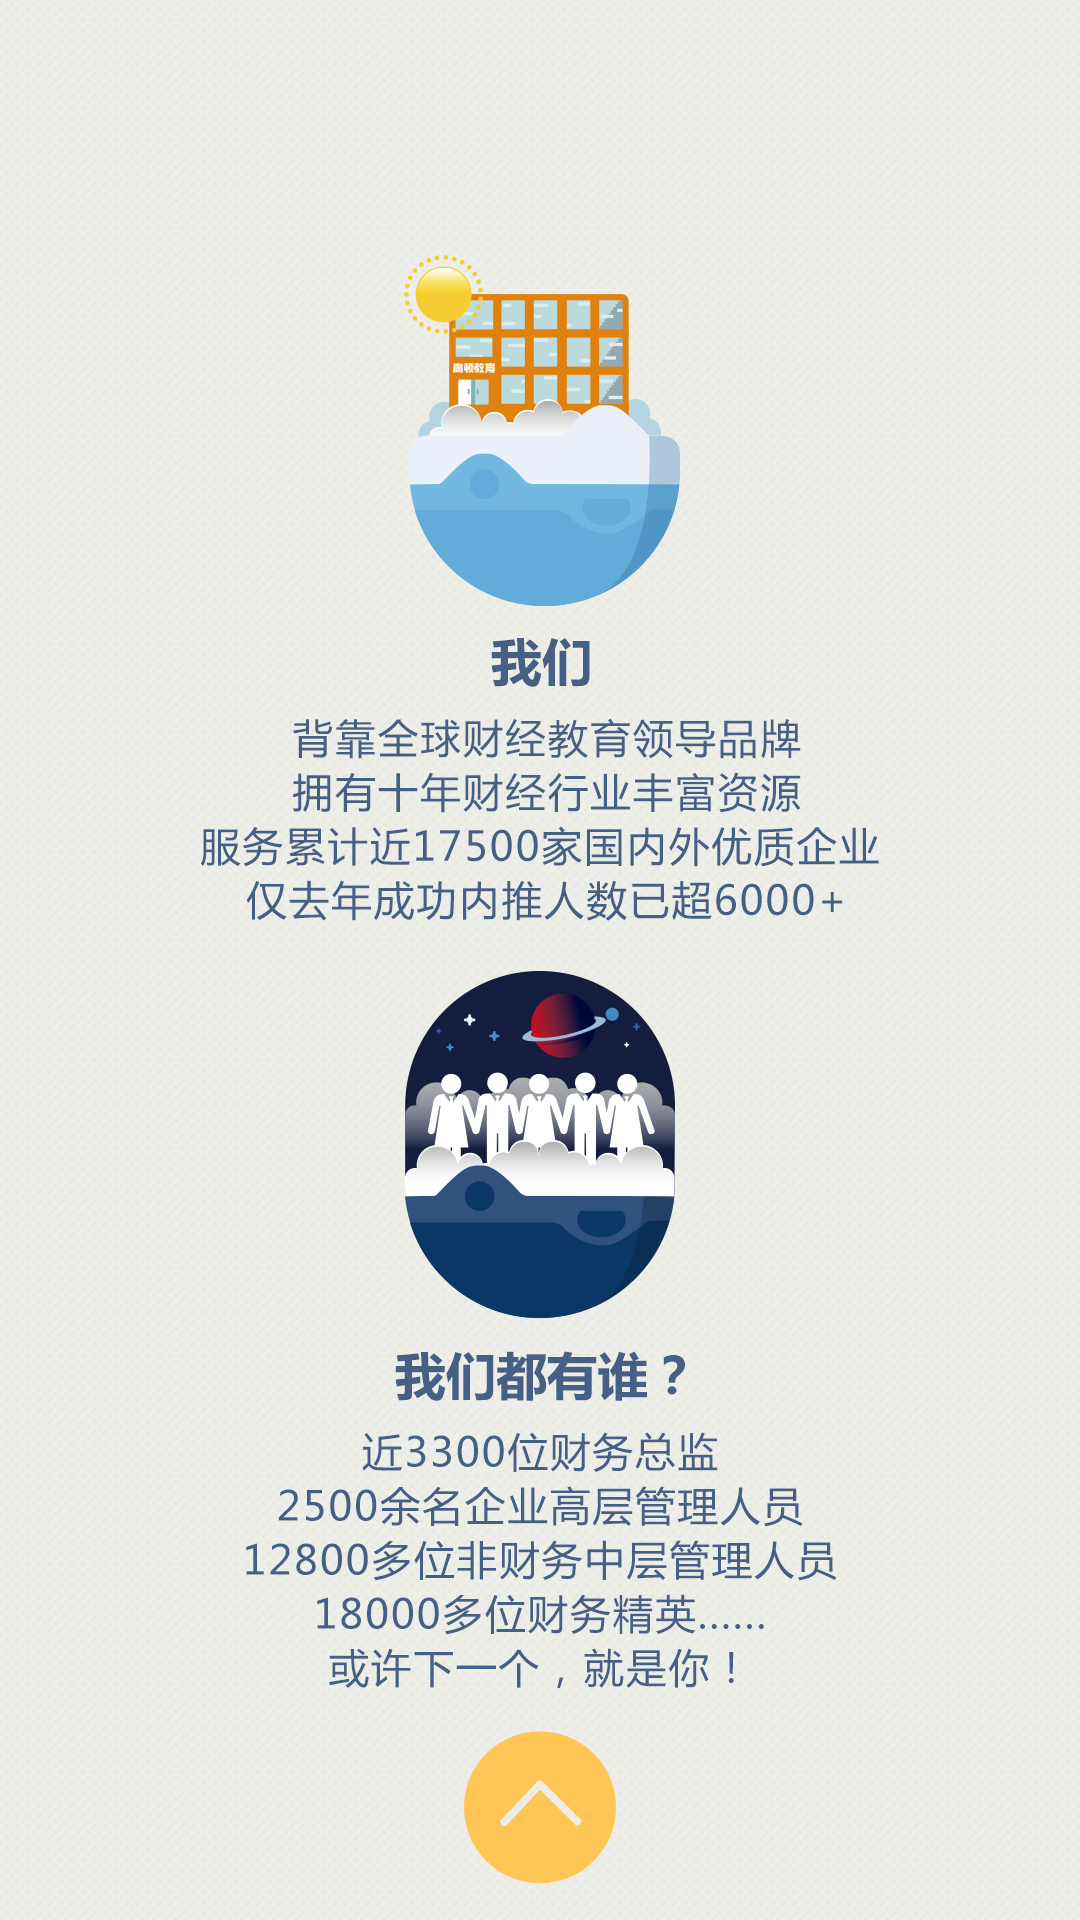 高顿教育
我们
背靠全球财经教育领导品牌
拥有十年财经行业丰富资源
服务累计近17500家国内外优质企业
仅去年成功内推人数已超6000+
我们都有谁？
近3300位财务总监
2500余名企业高层管理人员
12800多位非财务中层管理人员
18000多位财务精英......
或许下一个，就是你！